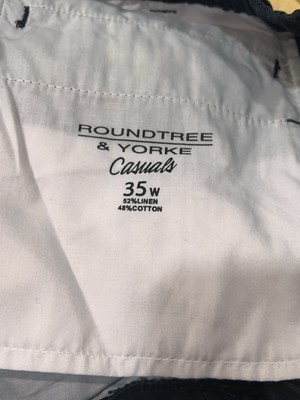 ROUNDTREE
& YORKE
Casuals
35 W
52%LINEN
48%COTTON